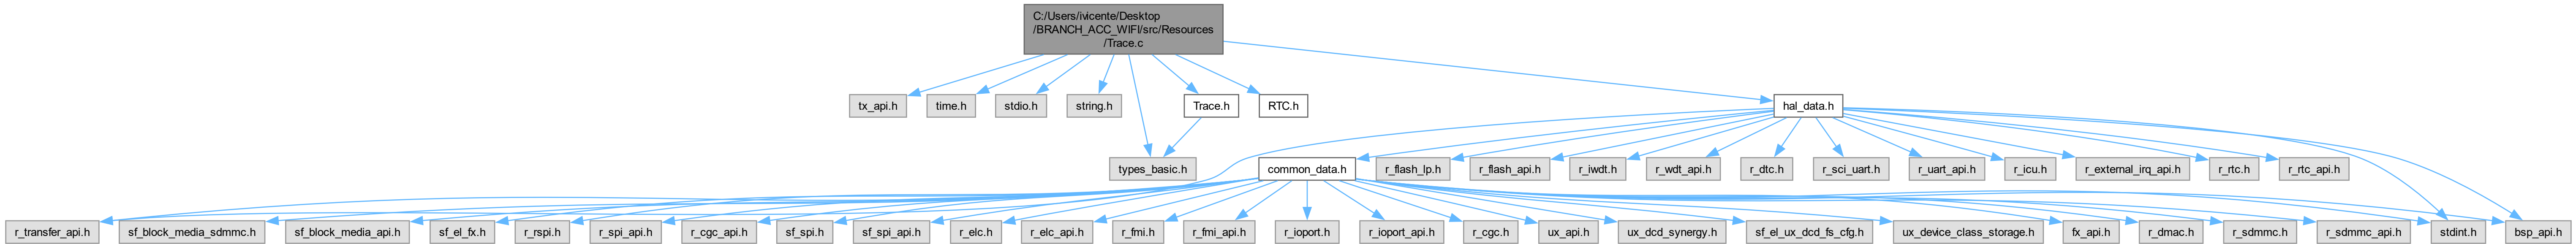 C:/Users/ivicente/Desktop
/BRANCH_ACC_WIFI/src/Resources
/Trace.c
tx_api.h
time.h
stdio.h
string.h
Trace.h
RTC.h
hal_data.h
types_basic.h
common_data.h
r_flash_lp.h
r_flash_api.h
r_iwdt.h
r_wdt_api.h
r_dtc.h
r_sci_uart.h
r_uart_api.h
r_icu.h
r_external_irq_api.h
r_rtc.h
r_rtc_api.h
r_transfer_api.h
sf_block_media_sdmmc.h
sf_block_media_api.h
sf_el_fx.h
r_rspi.h
r_spi_api.h
r_cgc_api.h
sf_spi.h
sf_spi_api.h
r_elc.h
r_elc_api.h
r_fmi.h
r_fmi_api.h
r_ioport.h
r_ioport_api.h
r_cgc.h
ux_api.h
ux_dcd_synergy.h
sf_el_ux_dcd_fs_cfg.h
ux_device_class_storage.h
fx_api.h
r_dmac.h
r_sdmmc.h
r_sdmmc_api.h
stdint.h
bsp_api.h